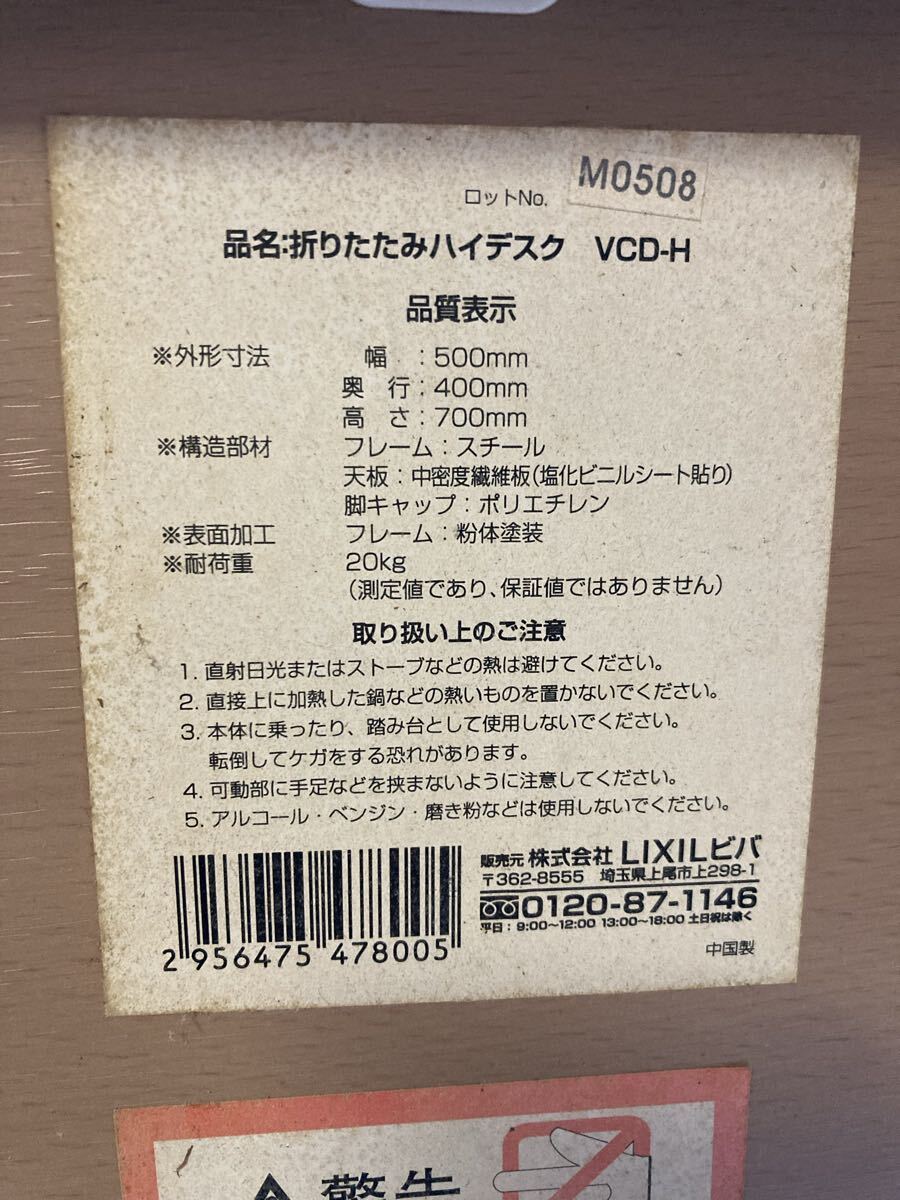 ロットNo. M0508
品名:折りたたみハイデスク VCD-H
品質表示
※外形寸法 幅 : 500mm
奥 行 : 400mm
高 さ : 700mm
※構造部材 フレーム : スチール
天板 : 中密度繊維板(塩化ビニルシート貼り)
脚キャップ : ポリエチレン
※表面加工 フレーム : 粉体塗装
※耐荷重 20kg
(測定値であり、保証値ではありません)
取り扱い上のご注意
1. 直射日光またはストーブなどの熱は避けてください。
2. 直接上に加熱した鍋などの熱いものを置かないでください。
3. 本体に乗ったり、踏み台として使用しないでください。
転倒してケガをする恐れがあります。
4. 可動部に手足などを挟まないように注意してください。
5. アルコール・ベンジン・磨き粉などは使用しないでください。
販売元 株式会社 LIXILビバ
〒362-8555 埼玉県上尾市上298-1
0120-87-1146
平日 : 9:00~12:00 13:00~18:00 土日祝は除く
中国製
2 956475 478005
警告